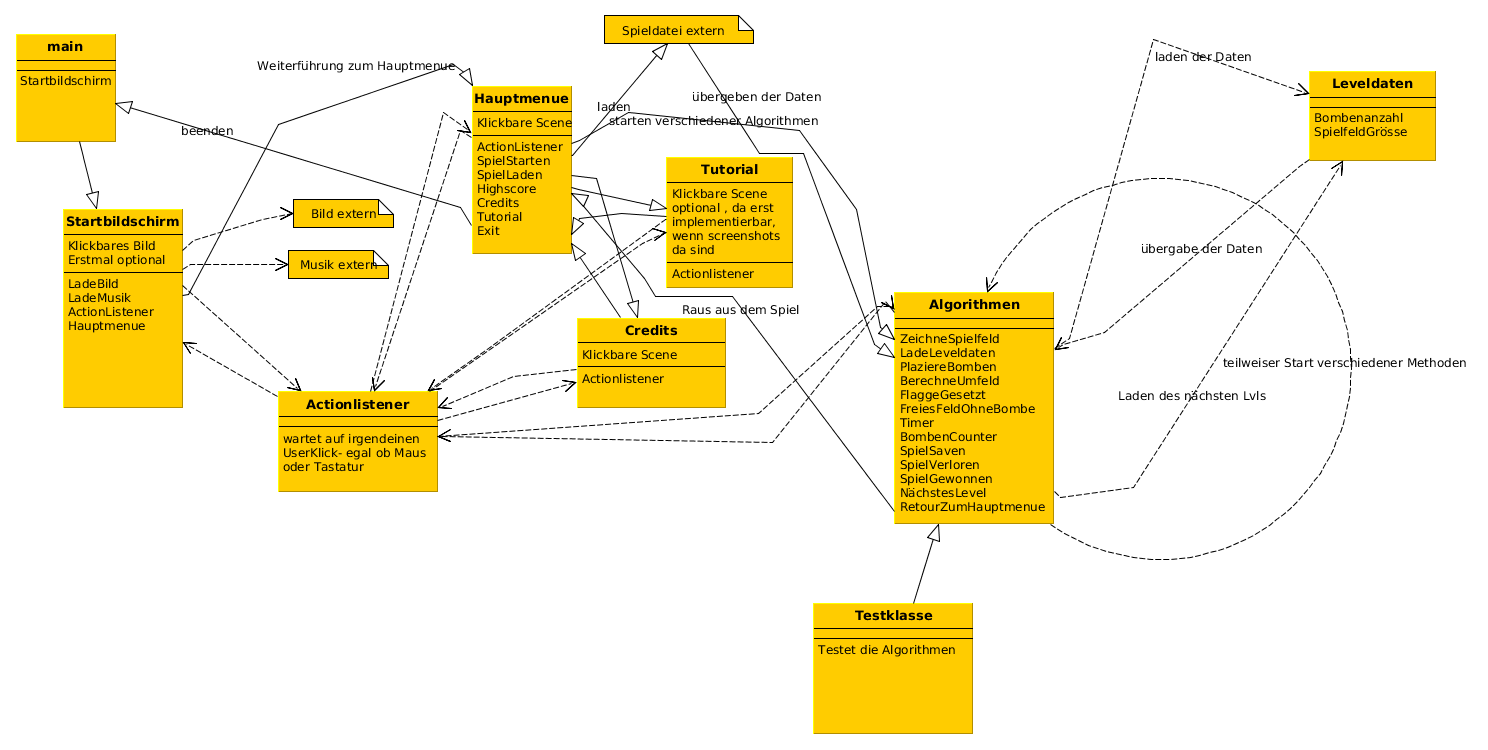 main
Startbildschirm
Spieldatei extern
Weiterführung zum Hauptmenue
beenden
Hauptmenue
Klickbare Scene
ActionListener
SpielStarten
SpielLaden
Highscore
Credits
Tutorial
Exit
laden
übergeben der Daten
starten verschiedener Algorithmen
laden der Daten
Leveldaten
Bombenanzahl
SpielfeldGrösse
Tutorial
Klickbare Scene
optional , da erst
implementierbar,
wenn screenshots
da sind
Actionlistener
Startbildschirm
Klickbares Bild
Erstmal optional
LadeBild
LadeMusik
ActionListener
Hauptmenue
Bild extern
Musik extern
übergabe der Daten
Raus aus dem Spiel
Credits
Klickbare Scene
Actionlistener
Algorithmen
ZeichneSpielfeld
LadeLeveldaten
PlaziereBomben
BerechneUmfeld
FlaggeGesetzt
FreiesFeldOhneBombe
Timer
BombenCounter
SpielSaven
SpielVerloren
SpielGewonnen
NächstesLevel
RetourZumHauptmenue
teilweiser Start verschiedener Methoden
Laden des nächsten Lvls
Actionlistener
wartet auf irgendeinen
UserKlick- egal ob Maus
oder Tastatur
Testklasse
Testet die Algorithmen